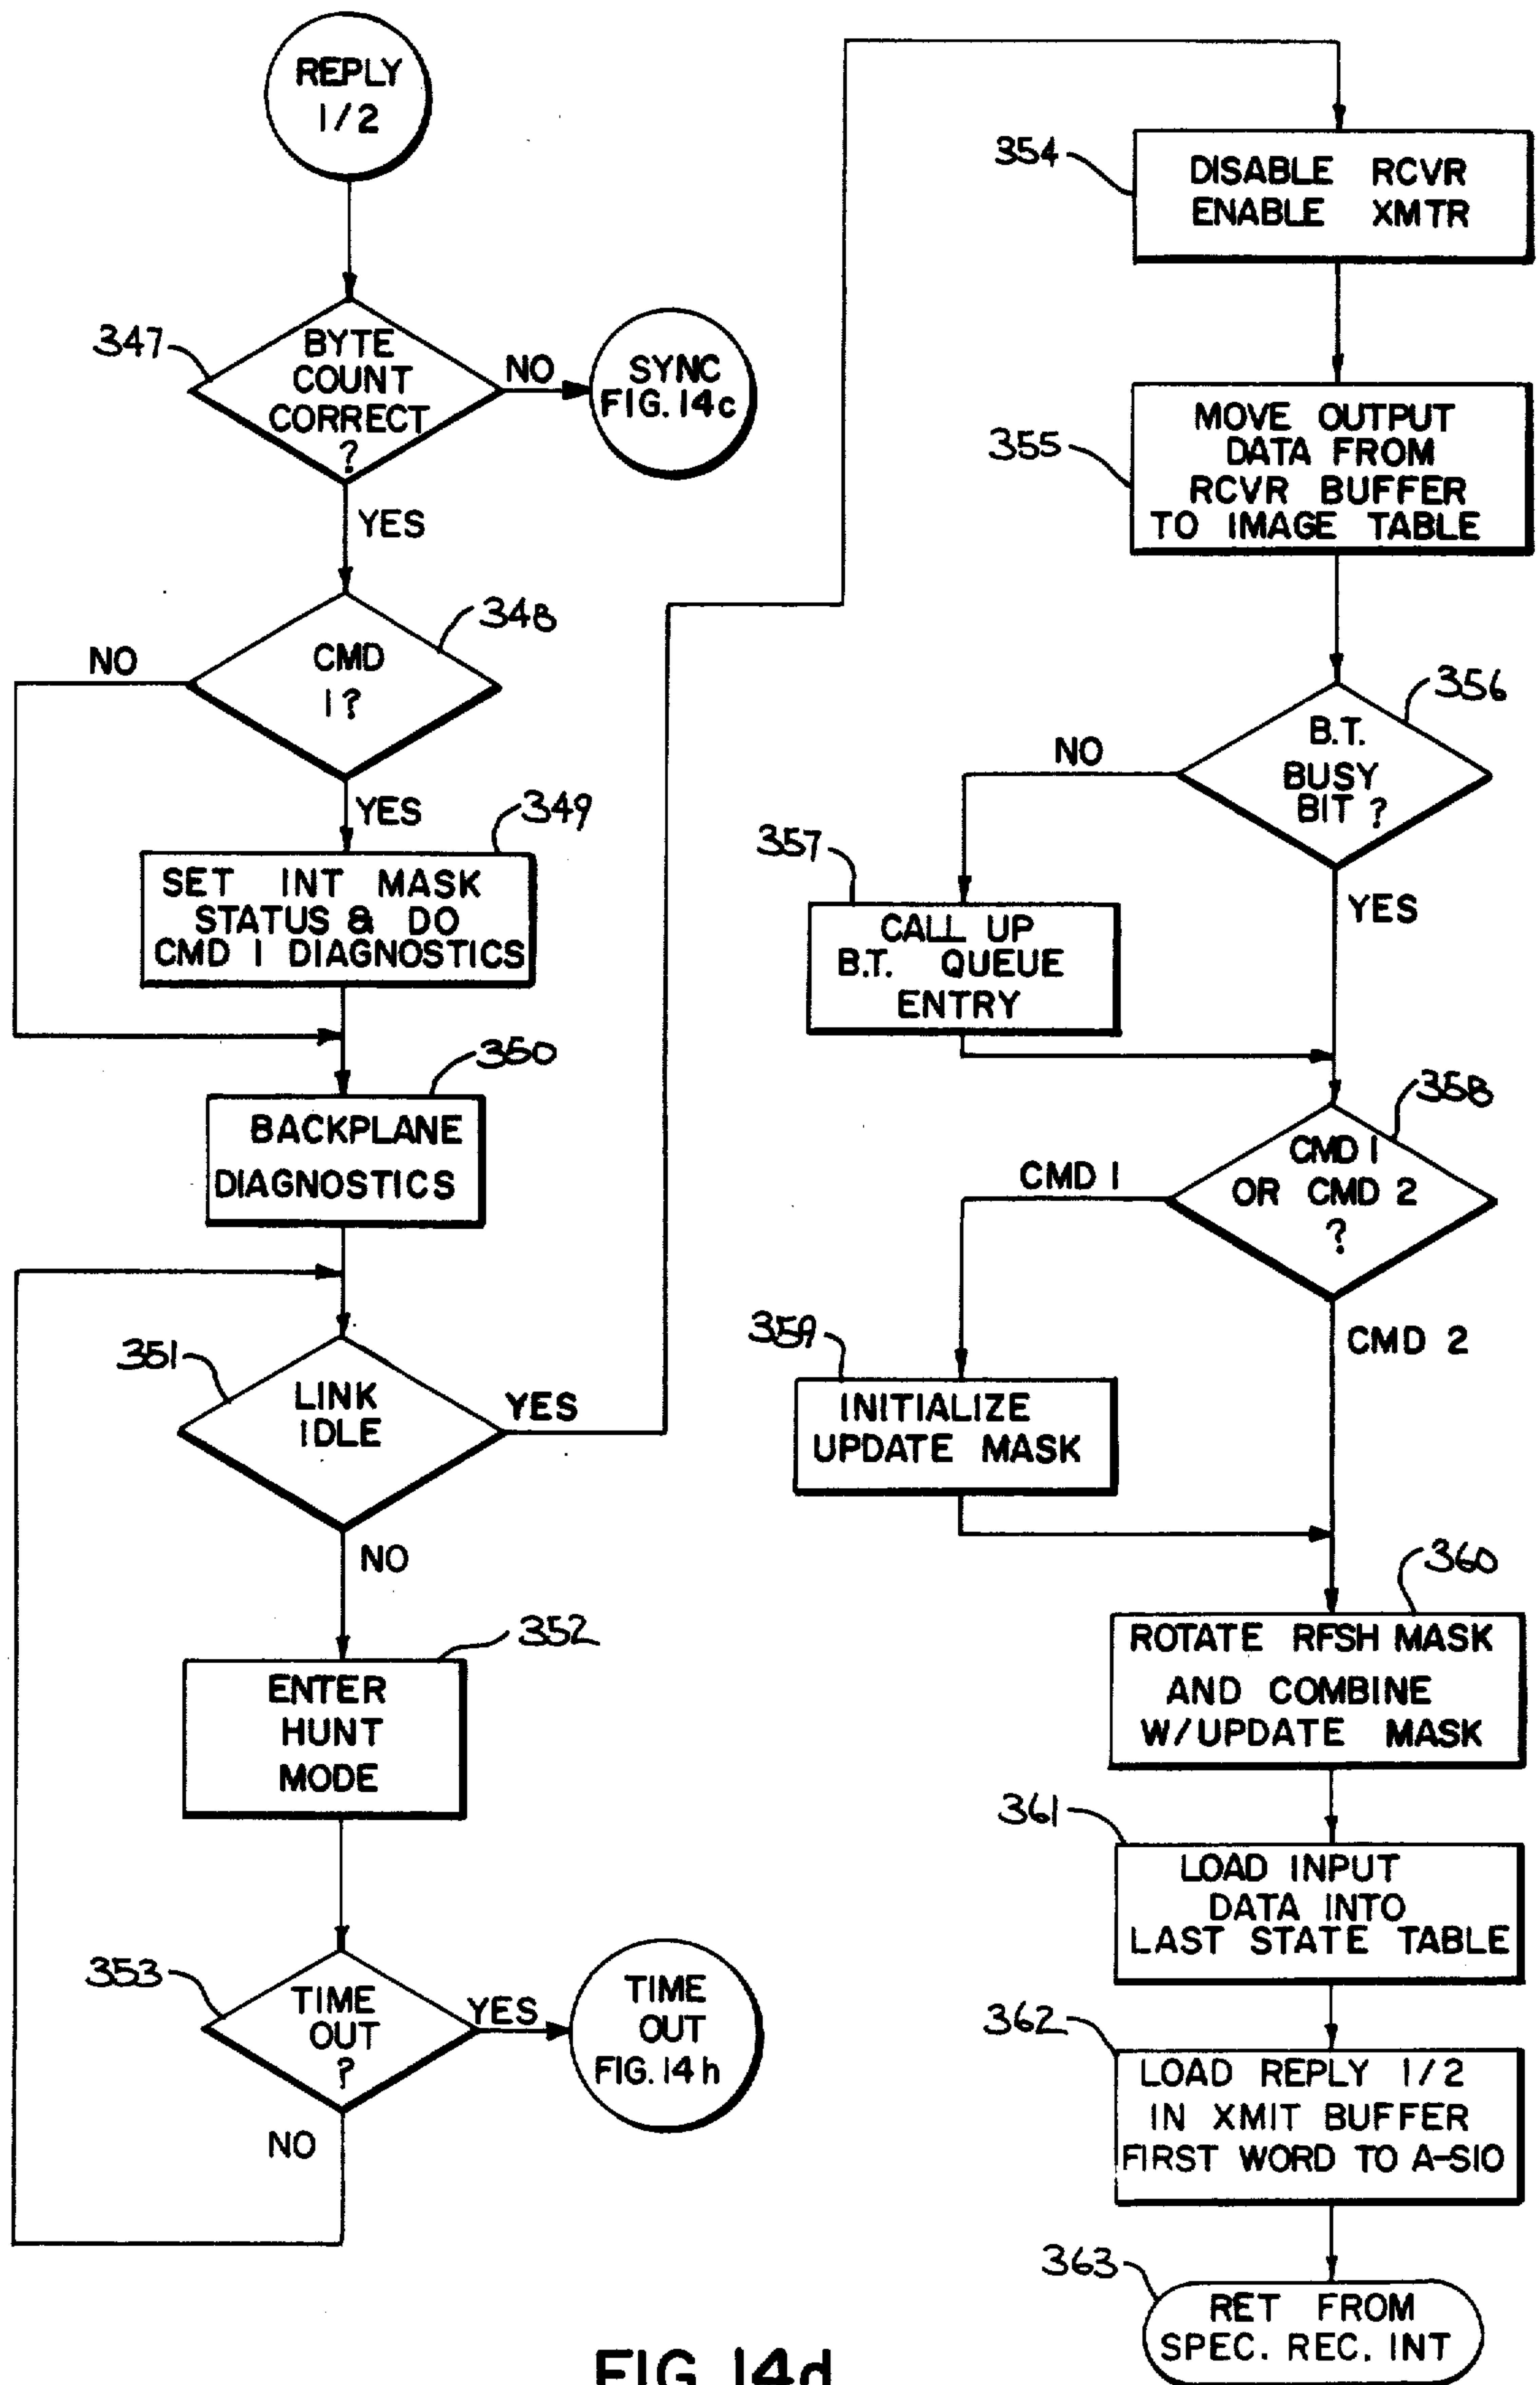 REPLY
1/2
347
BYTE
COUNT
CORRECT
?
NO
SYNC
FIG. 14c
YES
348
CMD
1?
NO
YES
349
SET INT MASK
STATUS & DO
CMD 1 DIAGNOSTICS
350
BACKPLANE
DIAGNOSTICS
351
LINK
IDLE
YES
NO
352
ENTER
HUNT
MODE
353
TIME
OUT
?
YES
TIME
OUT
FIG. 14h
NO
354
DISABLE RCVR
ENABLE XMTR
355
MOVE OUTPUT
DATA FROM
RCVR BUFFER
TO IMAGE TABLE
356
B.T.
BUSY
BIT ?
NO
YES
357
CALL UP
B.T. QUEUE
ENTRY
358
CMD 1
OR CMD 2
?
CMD 1
CMD 2
359
INITIALIZE
UPDATE MASK
360
ROTATE RFSH MASK
AND COMBINE
W/UPDATE MASK
361
LOAD INPUT
DATA INTO
LAST STATE TABLE
362
LOAD REPLY 1/2
IN XMIT BUFFER
FIRST WORD TO A-SIO
363
RET FROM
SPEC. REC. INT
FIG. 14d